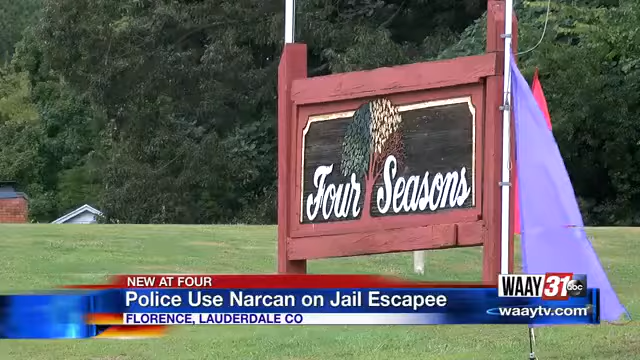 Four Seasons
NEW AT FOUR
Police Use Narcan on Jail Escapee
FLORENCE, LAUDERDALE CO
WAAY 31 abc
waaytv.com